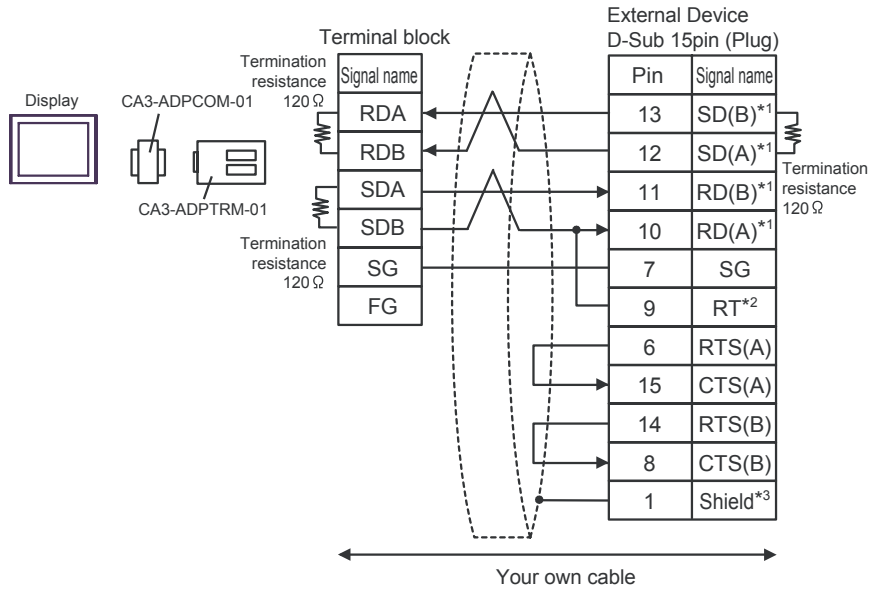 External Device
D-Sub 15pin (Plug)
Terminal block
Display
CA3-ADPCOM-01
CA3-ADPTRM-01
Termination
resistance
120Ω
Signal name
RDA
RDB
SDA
SDB
SG
FG
Termination
resistance
120Ω
Pin Signal name
13 SD(B)*1
12 SD(A)*1
11 RD(B)*1
10 RD(A)*1
7 SG
9 RT*2
6 RTS(A)
15 CTS(A)
14 RTS(B)
8 CTS(B)
1 Shield*3
Termination
resistance
120Ω
Your own cable